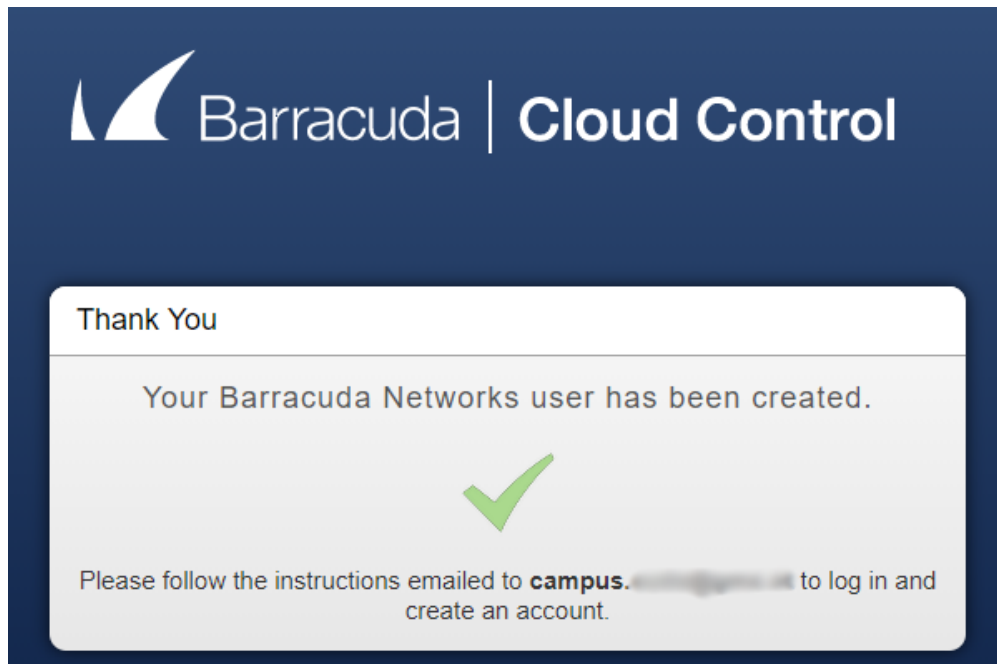 Barracuda | Cloud Control
Thank You
Your Barracuda Networks user has been created.
Please follow the instructions emailed to campus. to log in and
create an account.